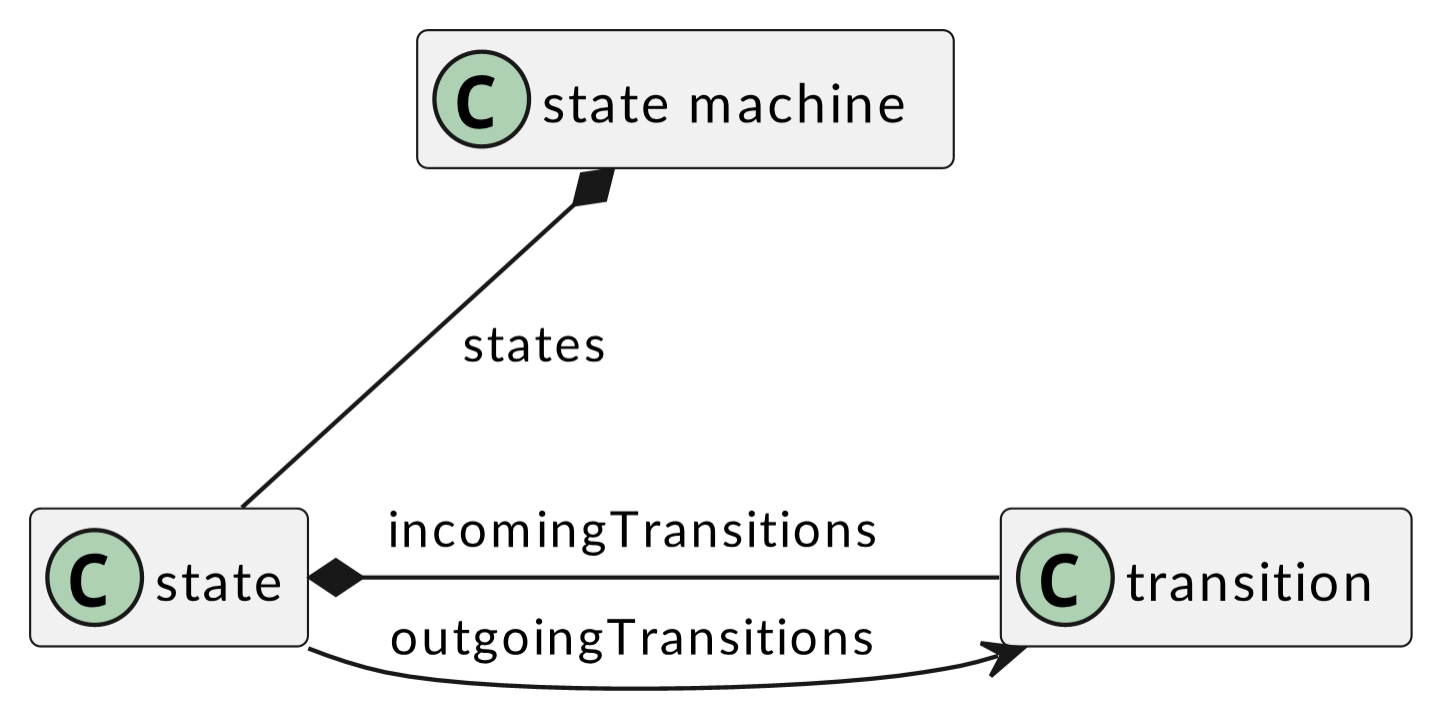 C state machine
states
incomingTransitions
C state
C transition
outgoingTransitions